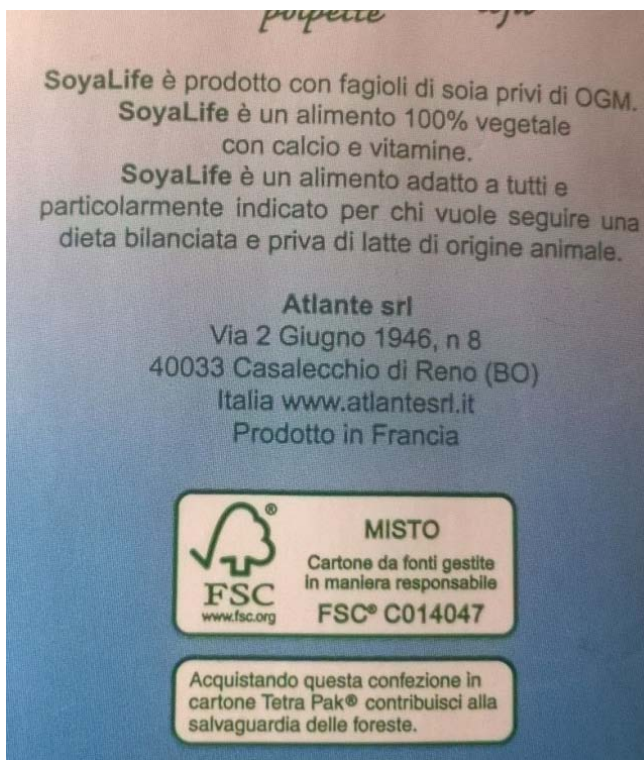 polpette
SoyaLife è prodotto con fagioli di soia privi di OGM.
SoyaLife è un alimento 100% vegetale
con calcio e vitamine.
SoyaLife è un alimento adatto a tutti e
particolarmente indicato per chi vuole seguire una
dieta bilanciata e priva di latte di origine animale.
Atlante srl
Via 2 Giugno 1946, n 8
40033 Casalecchio di Reno (BO)
Italia www.atlantesrl.it
Prodotto in Francia
®
FSC
www.fsc.org
MISTO
Cartone da fonti gestite
in maniera responsabile
FSC® C014047
Acquistando questa confezione in
cartone Tetra Pak® contribuisci alla
salvaguardia delle foreste.